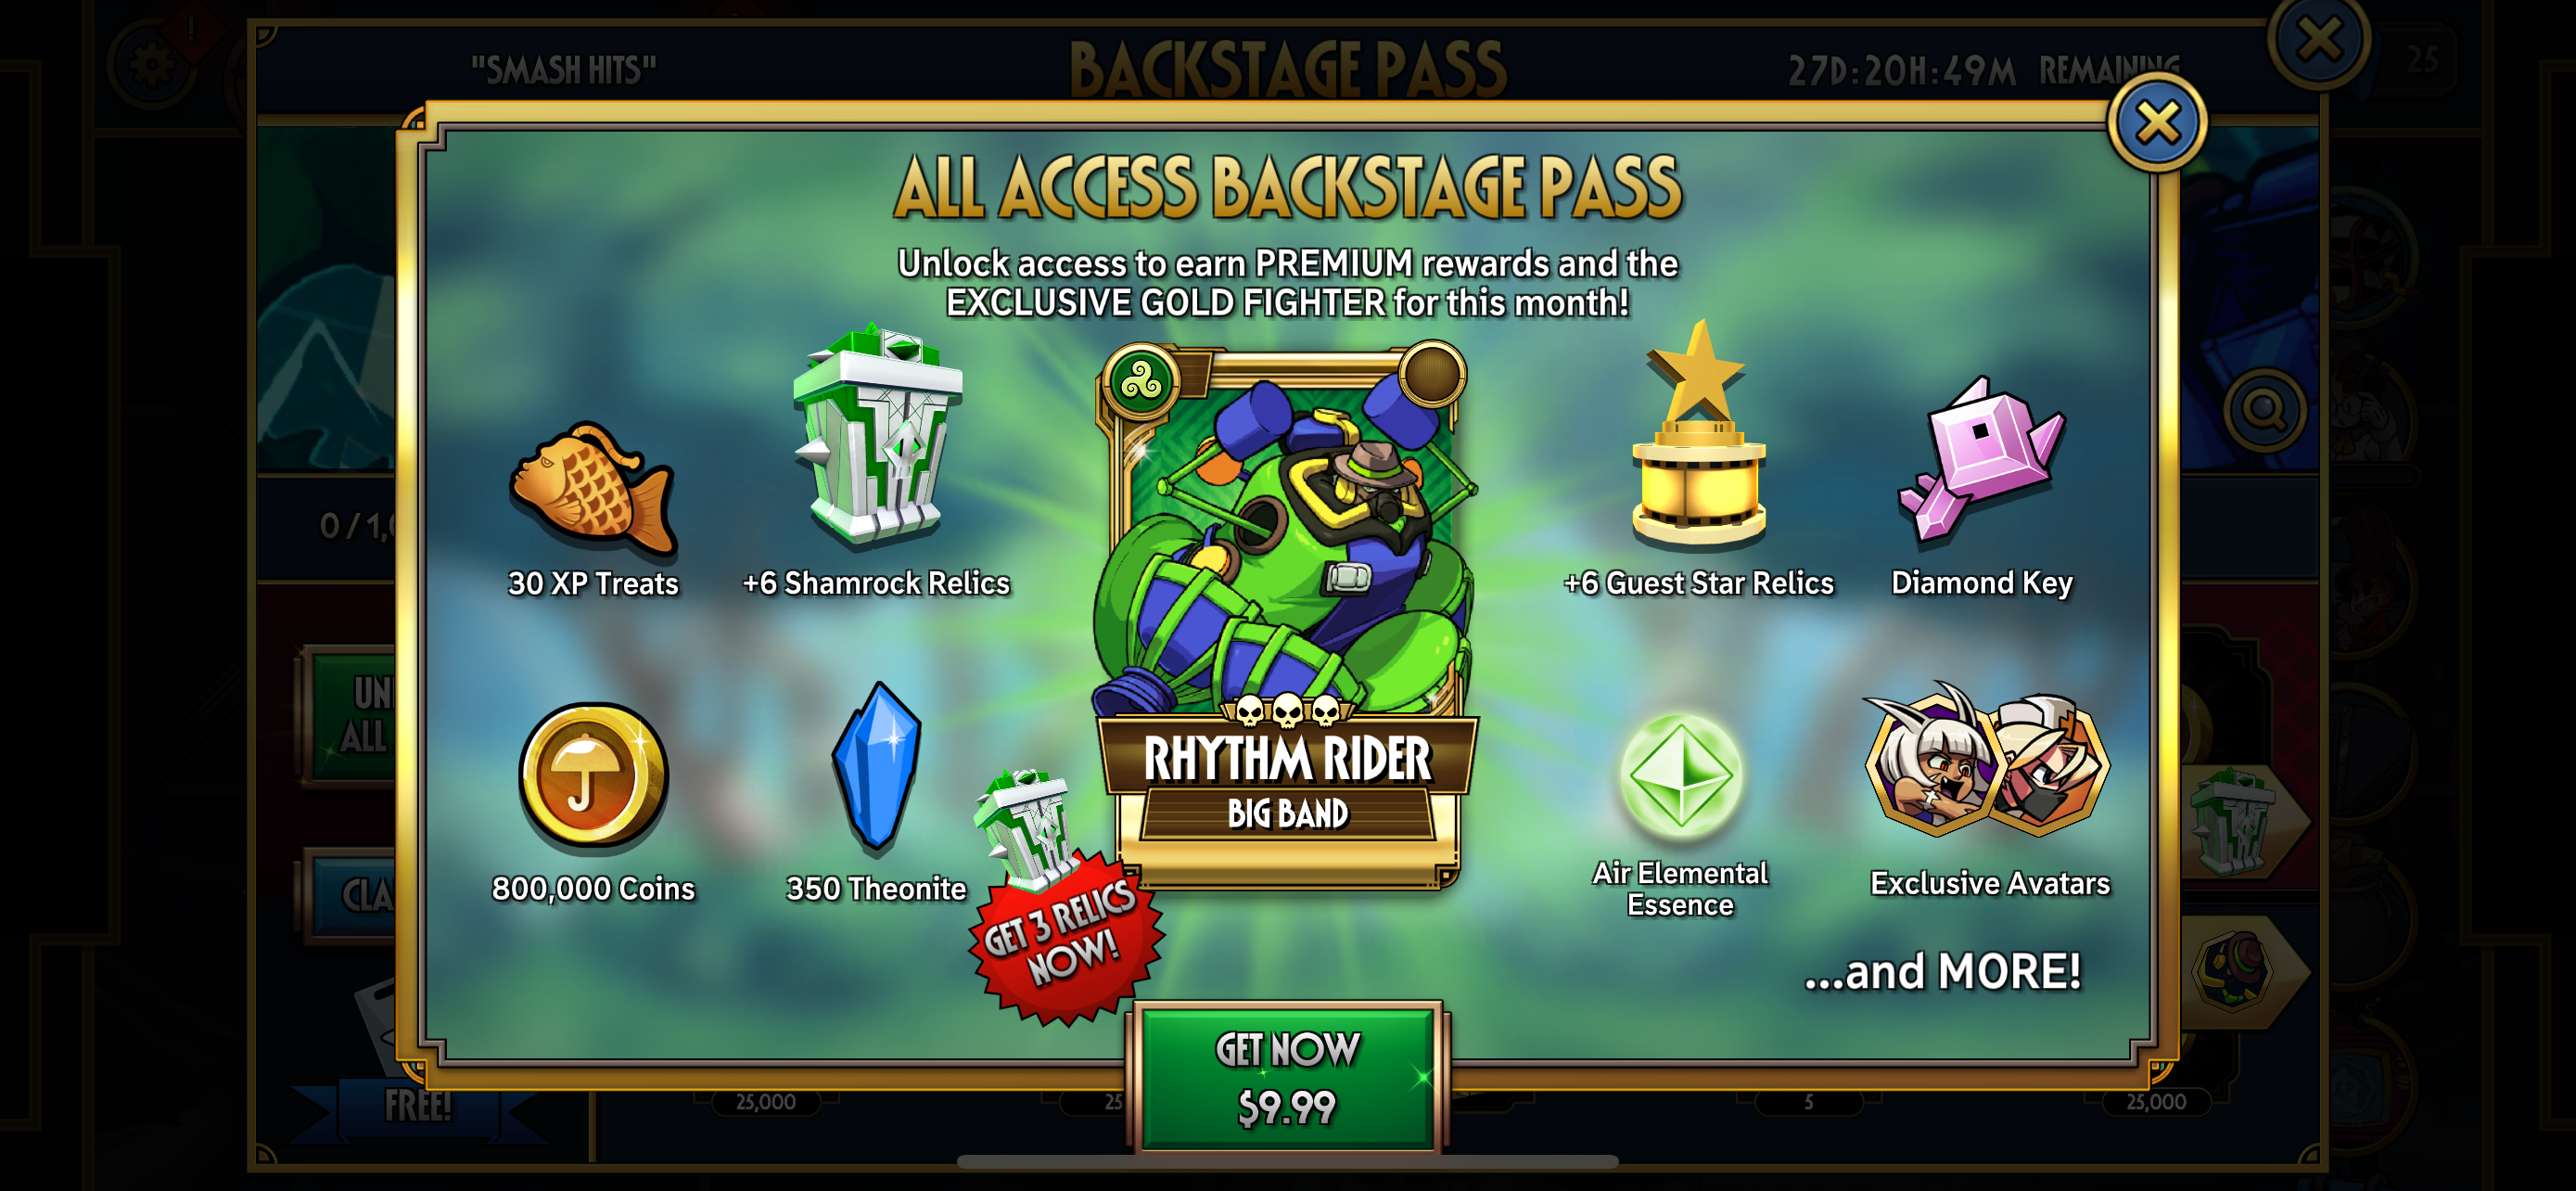 "SMASH HITS"
BACKSTAGE PASS
27D:20H:49M REMAINING
25
ALL ACCESS BACKSTAGE PASS
Unlock access to earn PREMIUM rewards and the
EXCLUSIVE GOLD FIGHTER for this month!
30 XP Treats
+6 Shamrock Relics
+6 Guest Star Relics
Diamond Key
RHYTHM RIDER
BIG BAND
800,000 Coins
350 Theonite
GET 3 RELICS
NOW!
Air Elemental
Essence
Exclusive Avatars
...and MORE!
GET NOW
$9.99
ALL
FREE!
25,000
25
5
25,000